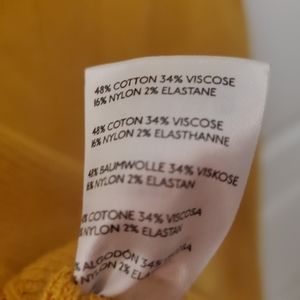 48% COTTON 34% VISCOSE
16% NYLON 2% ELASTANE
48% COTON 34% VISCOSE
16% NYLON 2% ELASTHANNE
48% BAUMWOLLE 34% VISKOSE
16% NYLON 2% ELASTAN
COTONE 34% VISCOSA
NYLON 2% ELASTAN
ALGODÓN 34% VISCOSA
NYLON 2%